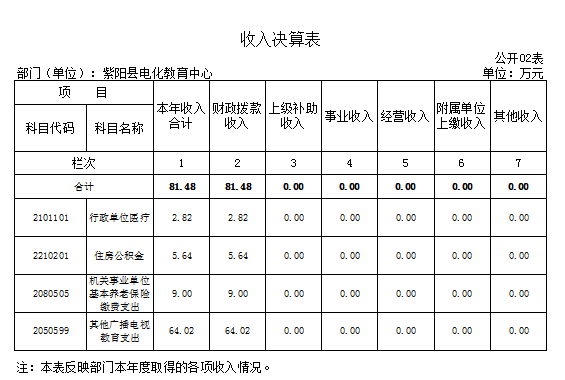 收入决算表
公开02表
部门（单位）：紫阳县电化教育中心 单位：万元
项 目 本年收入合计 财政拨款收入 上级补助收入 事业收入 经营收入 附属单位上缴收入 其他收入
科目代码 科目名称
栏次 1 2 3 4 5 6 7
合计 81.48 81.48 0.00 0.00 0.00 0.00 0.00
2101101 行政单位医疗 2.82 2.82 0.00 0.00 0.00 0.00 0.00
2210201 住房公积金 5.64 5.64 0.00 0.00 0.00 0.00 0.00
2080505 机关事业单位基本养老保险缴费支出 9.00 9.00 0.00 0.00 0.00 0.00 0.00
2050599 其他广播电视教育支出 64.02 64.02 0.00 0.00 0.00 0.00 0.00
注：本表反映部门本年度取得的各项收入情况。